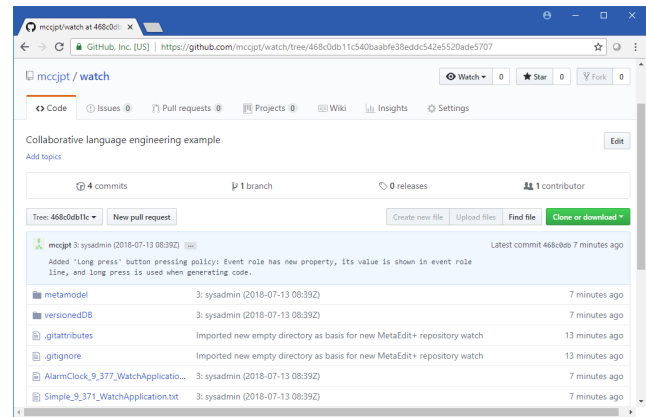 mccjpt/watch at 468c0db
GitHub, Inc. [US] | https://github.com/mccjpt/watch/tree/468c0db11c540baabfe38eddc542e5520ade5707
mccjpt / watch
Watch 0 Star 0 Fork 0
Code Issues 0 Pull requests 0 Projects 0 Wiki Insights Settings
Collaborative language engineering example Edit
Add topics
4 commits 1 branch 0 releases 1 contributor
Tree: 468c0db11c New pull request Create new file Upload files Find file Clone or download
mccjpt 3: sysadmin (2018-07-13 08:39Z) ... Latest commit 468c0db 7 minutes ago
Added 'Long press' button pressing policy: Event role has new property, its value is shown in event role
line, and long press is used when generating code.
metamodel 3: sysadmin (2018-07-13 08:39Z) 7 minutes ago
versionedDB 3: sysadmin (2018-07-13 08:39Z) 7 minutes ago
.gitattributes Imported new empty directory as basis for new MetaEdit+ repository watch 13 minutes ago
.gitignore Imported new empty directory as basis for new MetaEdit+ repository watch 13 minutes ago
AlarmClock_9_377_WatchApplicatio... 3: sysadmin (2018-07-13 08:39Z) 7 minutes ago
Simple_9_371_WatchApplication.txt 3: sysadmin (2018-07-13 08:39Z) 7 minutes ago